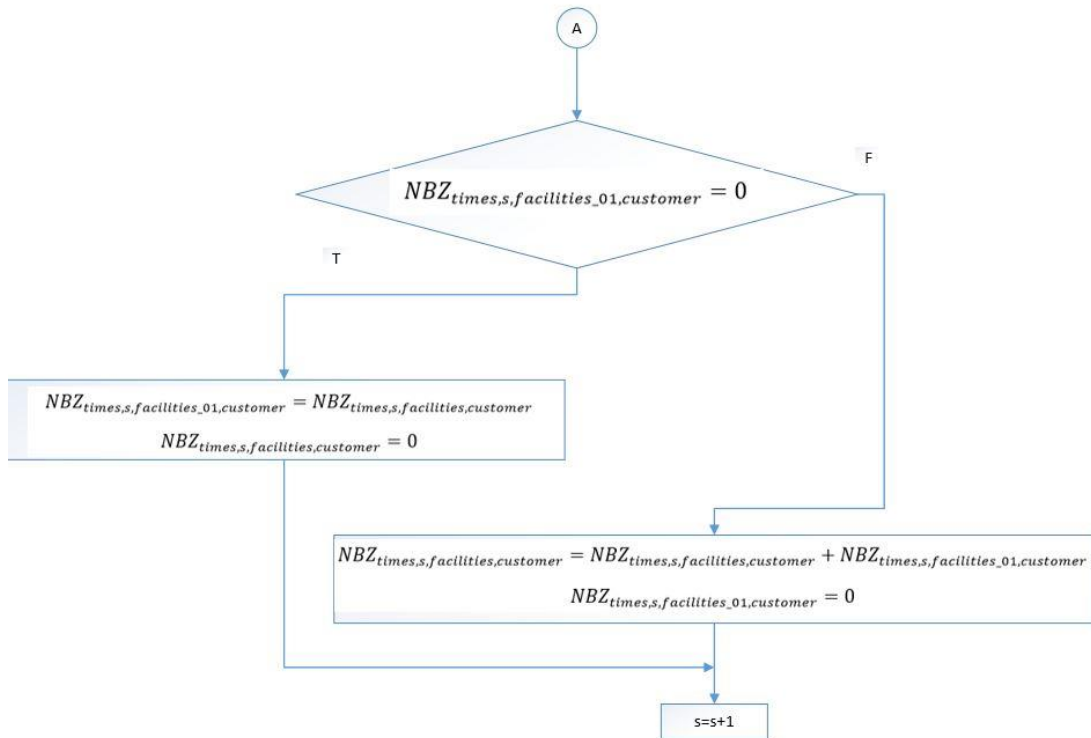 A
F
NBZ_{times,s,facilities_01,customer} = 0
T
NBZ_{times,s,facilities_01,customer} = NBZ_{times,s,facilities,customer}
NBZ_{times,s,facilities,customer} = 0
NBZ_{times,s,facilities,customer} = NBZ_{times,s,facilities,customer} + NBZ_{times,s,facilities_01,customer}
NBZ_{times,s,facilities_01,customer} = 0
s=s+1